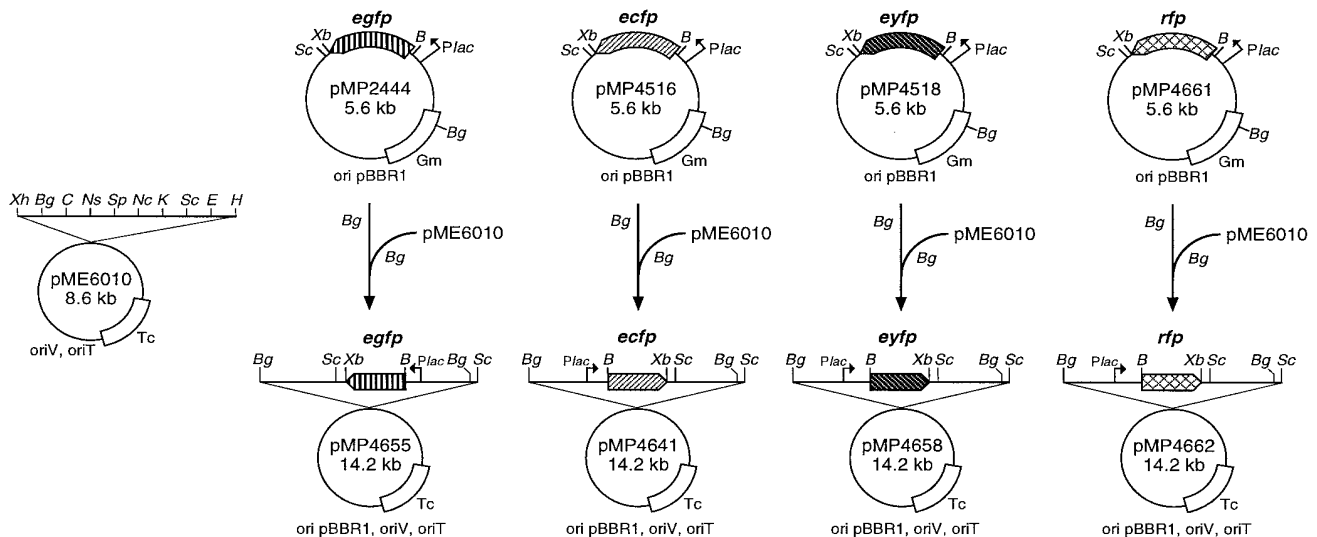 egfp ecfp eyfp rfp
Xb B Xb B Xb B Xb B
Sc Plac Sc Plac Sc Plac Sc Plac
pMP2444 pMP4516 pMP4518 pMP4661
5.6 kb 5.6 kb 5.6 kb 5.6 kb
Bg Bg Bg Bg
Gm Gm Gm Gm
ori pBBR1 ori pBBR1 ori pBBR1 ori pBBR1
Xh Bg C Ns Sp Nc K Sc E H
pME6010
8.6 kb
Tc
oriV, oriT
Bg pME6010 Bg pME6010 Bg pME6010 Bg pME6010
Bg Bg Bg Bg
egfp ecfp eyfp rfp
Bg Sc Xb B Plac Bg Sc
Bg Plac B Xb Sc Bg Sc
Bg Plac B Xb Sc Bg Sc
Bg Plac B Xb Sc Bg Sc
pMP4655 pMP4641 pMP4658 pMP4662
14.2 kb 14.2 kb 14.2 kb 14.2 kb
Tc Tc Tc Tc
ori pBBR1, oriV, oriT ori pBBR1, oriV, oriT ori pBBR1, oriV, oriT ori pBBR1, oriV, oriT